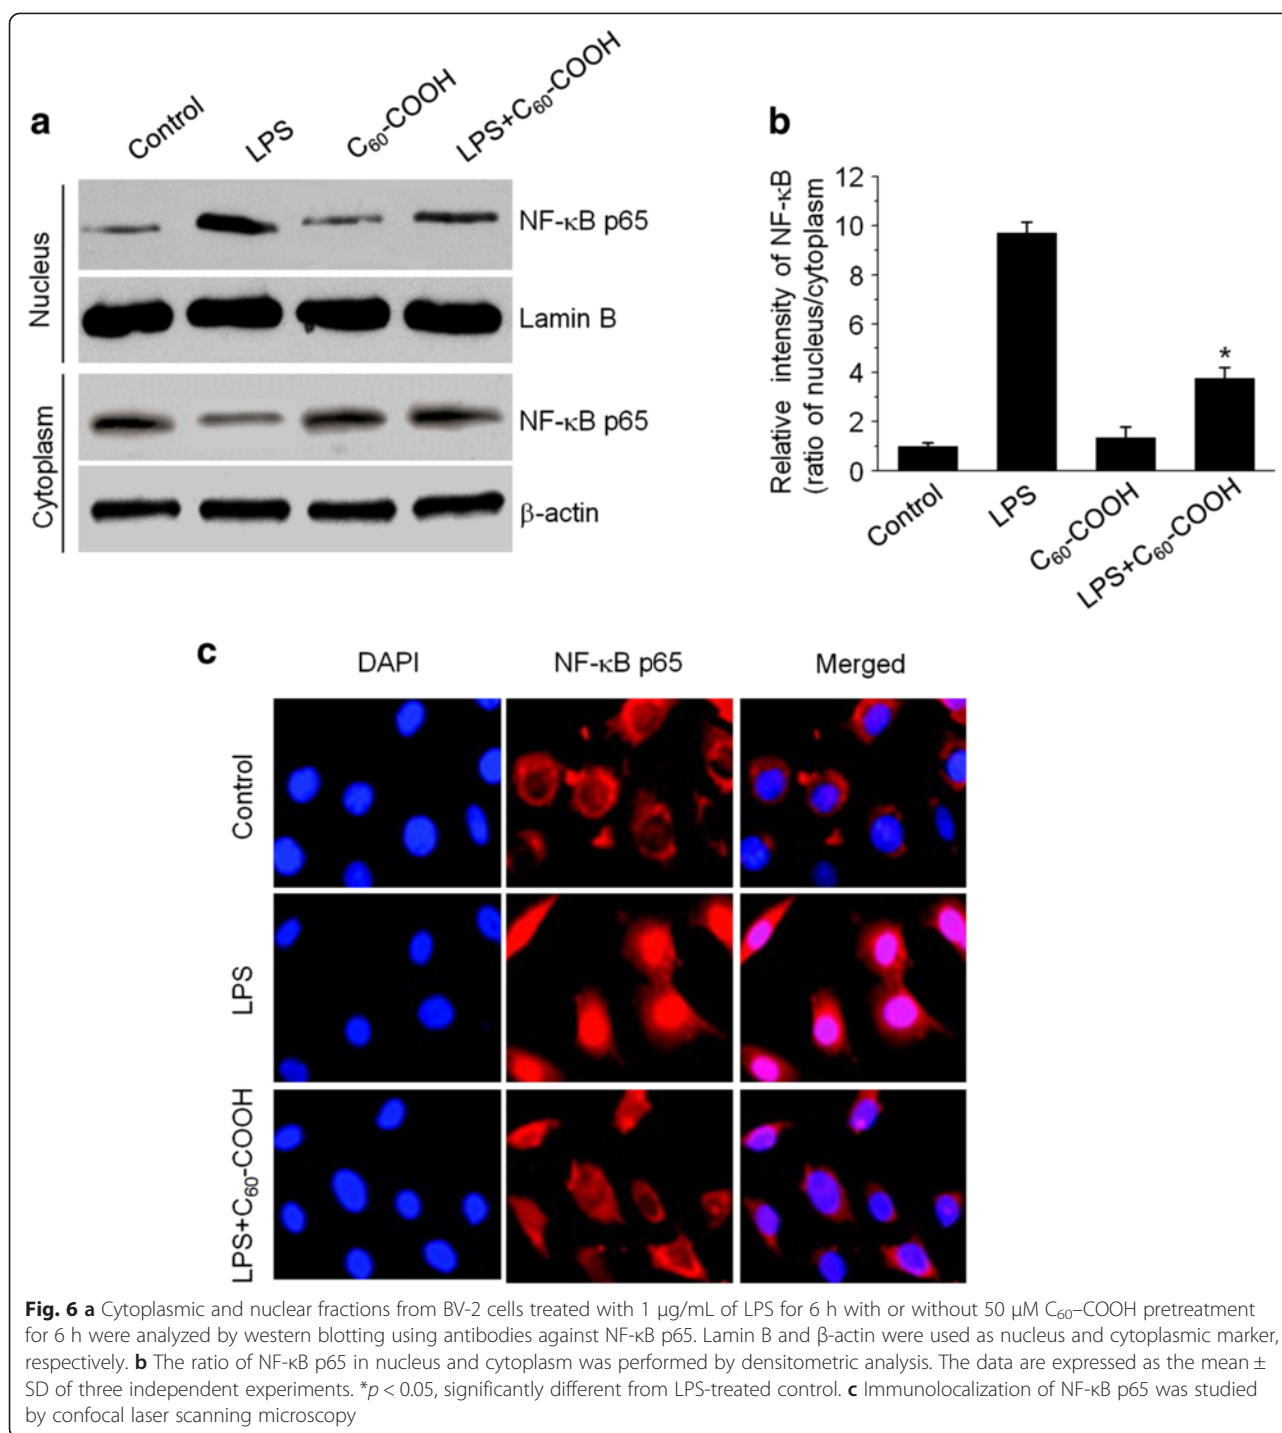 a
Control
LPS
C₆₀-COOH
LPS+C₆₀-COOH
Nucleus
NF-κB p65
Lamin B
Cytoplasm
NF-κB p65
β-actin
b
Relative intensity of NF-κB
(ratio of nucleus/cytoplasm
12
10
8
6
4
2
0
*
Control
LPS
C₆₀-COOH
LPS+C₆₀-COOH
c
DAPI
NF-κB p65
Merged
Control
LPS
LPS+C₆₀-COOH
Fig. 6 a Cytoplasmic and nuclear fractions from BV-2 cells treated with 1 μg/mL of LPS for 6 h with or without 50 μM C₆₀–COOH pretreatment
for 6 h were analyzed by western blotting using antibodies against NF-κB p65. Lamin B and β-actin were used as nucleus and cytoplasmic marker,
respectively. b The ratio of NF-κB p65 in nucleus and cytoplasm was performed by densitometric analysis. The data are expressed as the mean ±
SD of three independent experiments. *p < 0.05, significantly different from LPS-treated control. c Immunolocalization of NF-κB p65 was studied
by confocal laser scanning microscopy